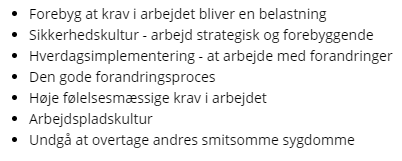 Forebyg at krav i arbejdet bliver en belastning
Sikkerhedskultur - arbejd strategisk og forebyggende
Hverdagsimplementering - at arbejde med forandringer
Den gode forandringsproces
Høje følelsesmæssige krav i arbejdet
Arbejdspladskultur
Undgå at overtage andres smitsomme sygdomme